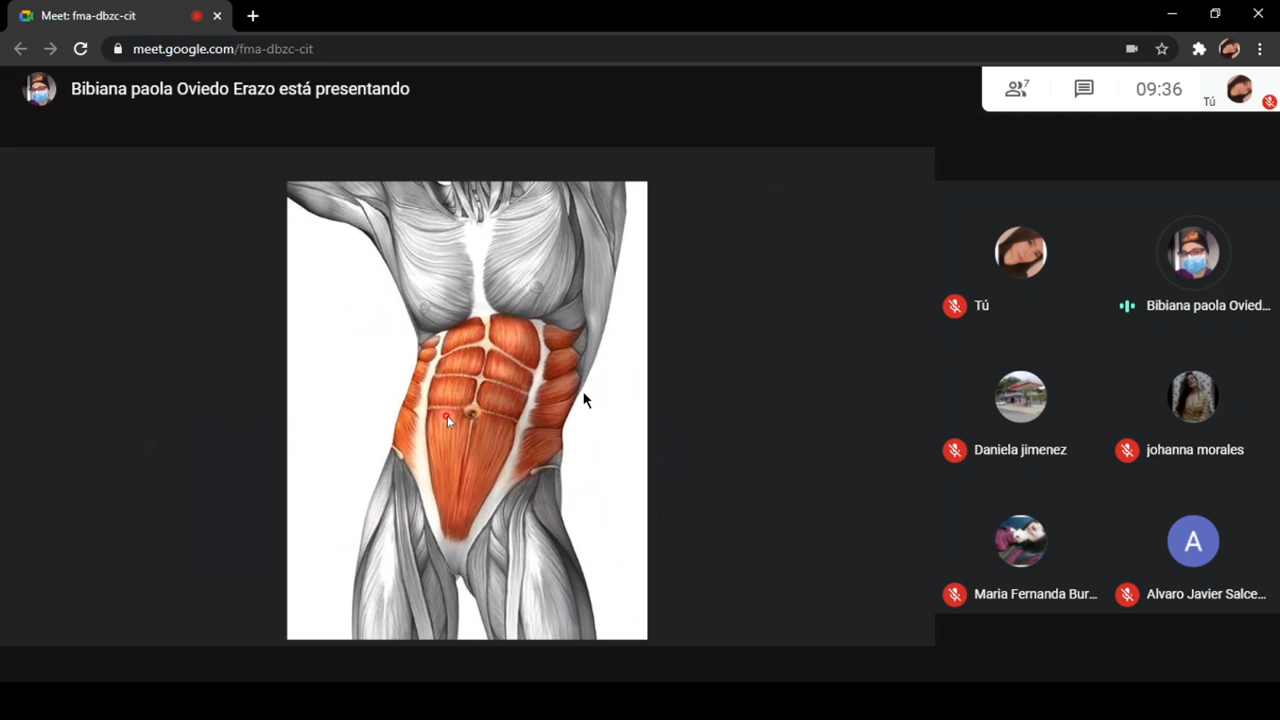 Meet: fma-dbzc-cit
meet.google.com/fma-dbzc-cit
Bibiana paola Oviedo Erazo está presentando
7
09:36
Tú
Tú
Bibiana paola Ovied...
Daniela jimenez
johanna morales
A
Maria Fernanda Bur...
Alvaro Javier Salce...